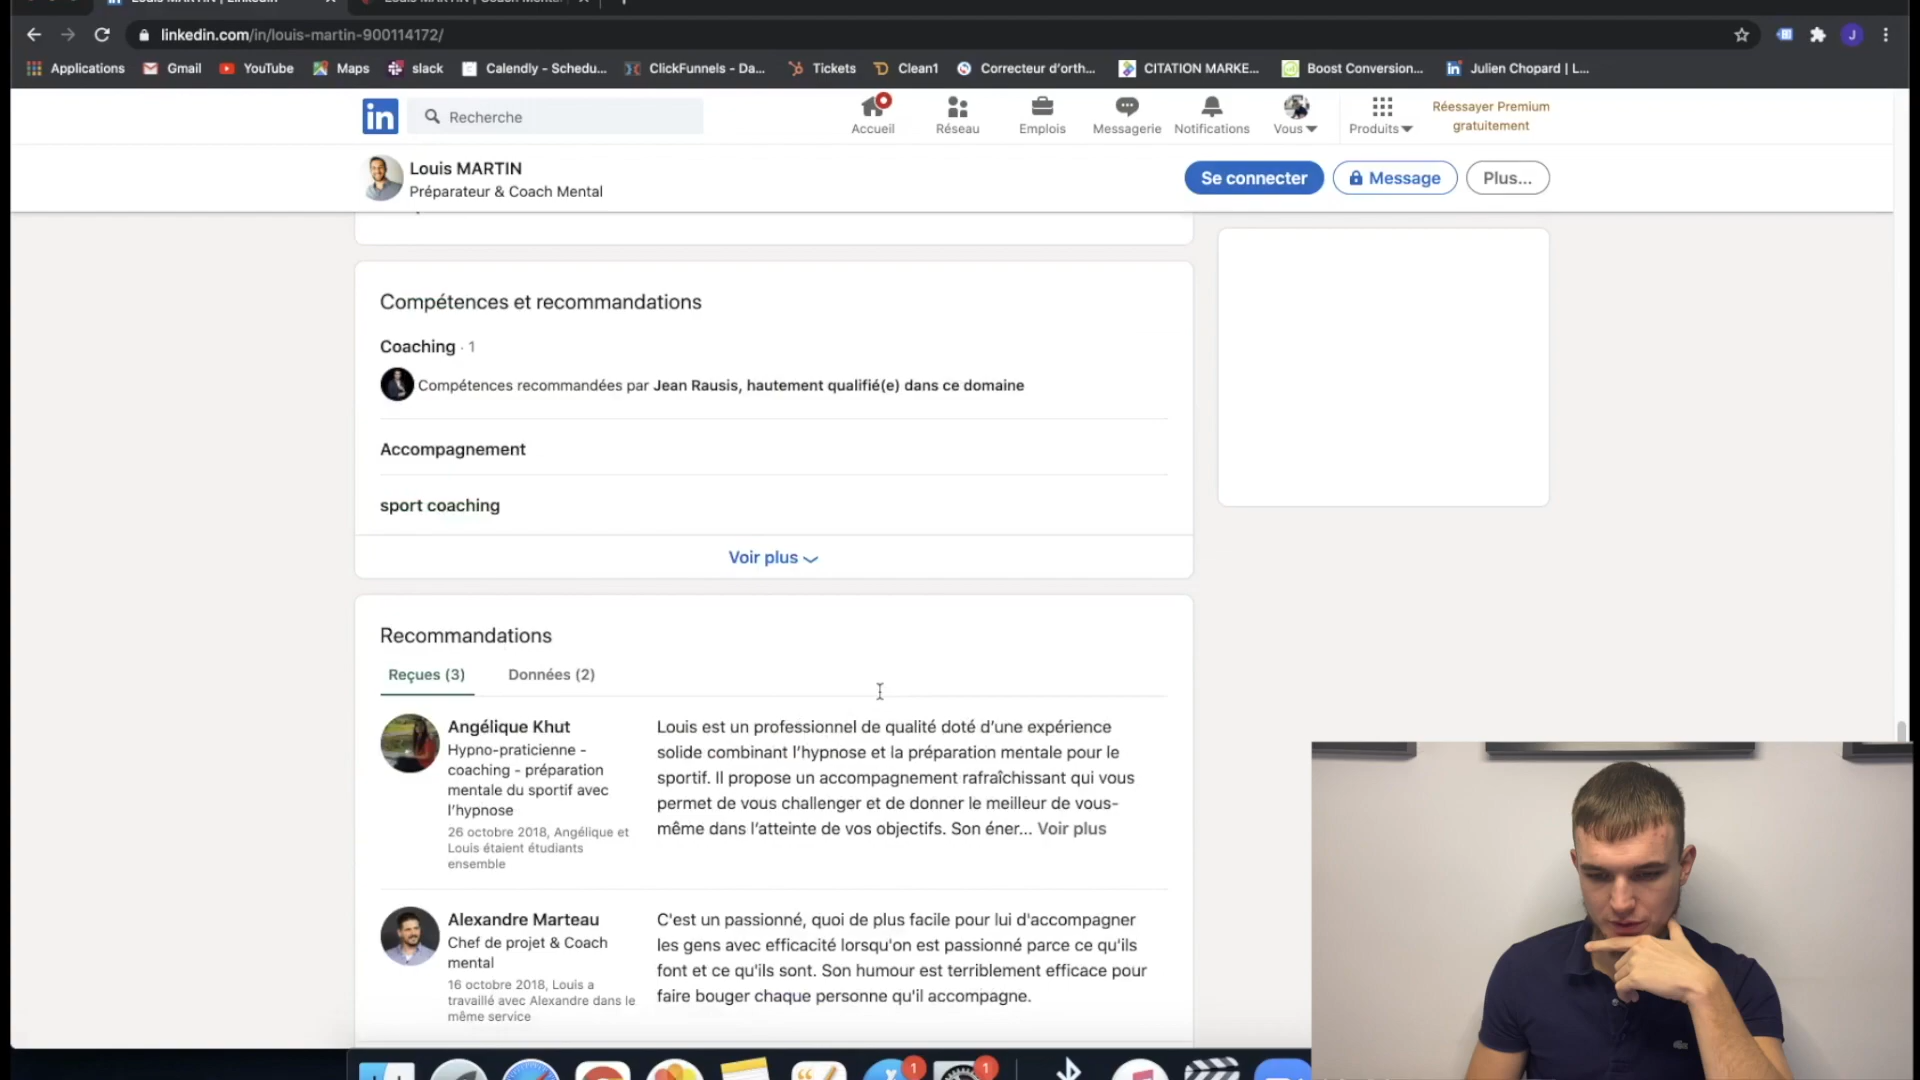 linkedin.com/in/louis-martin-900114172/
J
Applications
Gmail
YouTube
Maps
slack
Calendly - Schedu...
ClickFunnels - Da...
Tickets
Clean1
Correcteur d'orth...
CITATION MARKE...
Boost Conversion...
Julien Chopard | L...
in
Recherche
Accueil
Réseau
Emplois
Messagerie
Notifications
Vous
Produits
Réessayer Premium
gratuitement
Louis MARTIN
Préparateur & Coach Mental
Se connecter
Message
Plus...
Compétences et recommandations
Coaching · 1
Compétences recommandées par Jean Rausis, hautement qualifié(e) dans ce domaine
Accompagnement
sport coaching
Voir plus
Recommandations
Reçues (3)
Données (2)
Angélique Khut
Hypno-praticienne -
coaching - préparation
mentale du sportif avec
l'hypnose
26 octobre 2018, Angélique et
Louis étaient étudiants
ensemble
Louis est un professionnel de qualité doté d'une expérience
solide combinant l'hypnose et la préparation mentale pour le
sportif. Il propose un accompagnement rafraîchissant qui vous
permet de vous challenger et de donner le meilleur de vous-
même dans l'atteinte de vos objectifs. Son éner... Voir plus
Alexandre Marteau
Chef de projet & Coach
mental
16 octobre 2018, Louis a
travaillé avec Alexandre dans le
même service
C'est un passionné, quoi de plus facile pour lui d'accompagner
les gens avec efficacité lorsqu'on est passionné parce ce qu'ils
font et ce qu'ils sont. Son humour est terriblement efficace pour
faire bouger chaque personne qu'il accompagne.
1
1